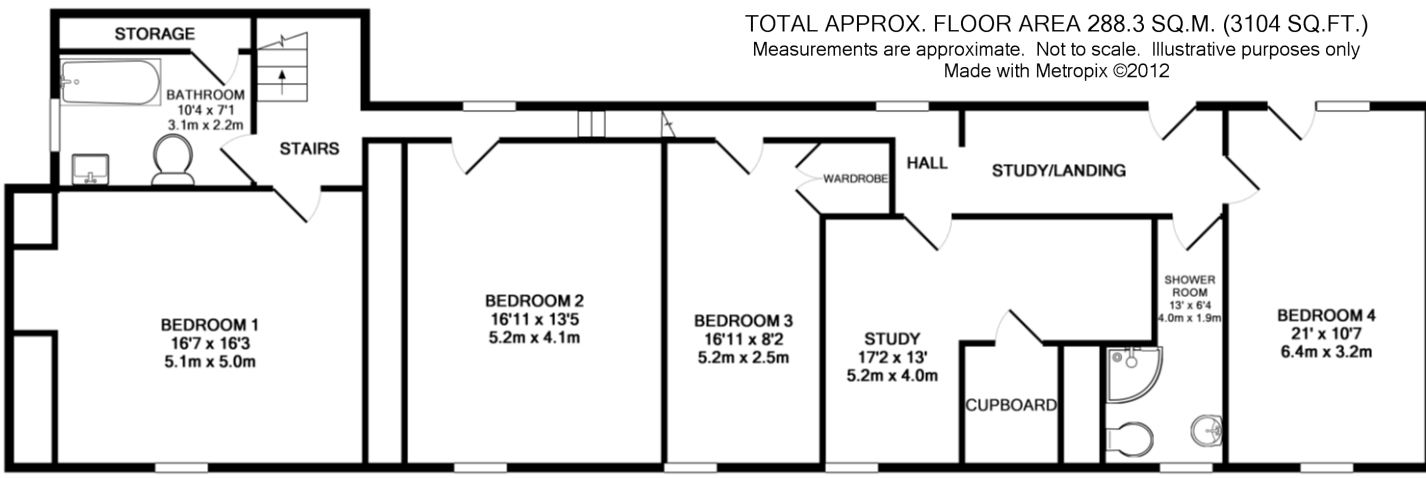 TOTAL APPROX. FLOOR AREA 288.3 SQ.M. (3104 SQ.FT.)
Measurements are approximate. Not to scale. Illustrative purposes only
Made with Metropix ©2012
STORAGE
BATHROOM
10'4 x 7'1
3.1m x 2.2m
STAIRS
BEDROOM 1
16'7 x 16'3
5.1m x 5.0m
BEDROOM 2
16'11 x 13'5
5.2m x 4.1m
BEDROOM 3
16'11 x 8'2
5.2m x 2.5m
WARDROBE
HALL
STUDY/LANDING
STUDY
17'2 x 13'
5.2m x 4.0m
CUPBOARD
SHOWER
ROOM
13' x 6'4
4.0m x 1.9m
BEDROOM 4
21' x 10'7
6.4m x 3.2m